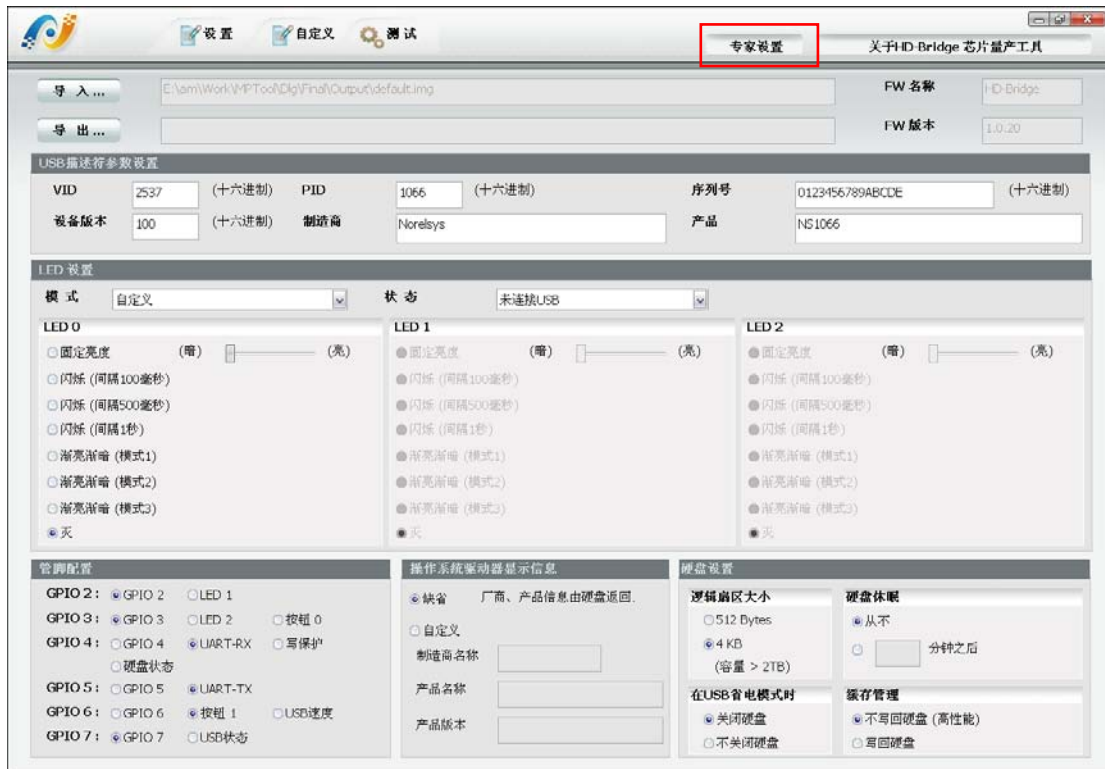 设置 自定义 测试
专家设置 关于HD-Bridge 芯片量产工具
导 入... E:\am\Work\MPTool\Dlg\Final\Output\default.img FW 名称 HD-Bridge
导 出... FW 版本 1.0.20
USB描述符参数设置
VID 2537 (十六进制) PID 1066 (十六进制) 序列号 0123456789ABCDE (十六进制)
设备版本 100 (十六进制) 制造商 Norelsys 产品 NS1066
LED 设置
模 式 自定义 状 态 未连接USB
LED 0 LED 1 LED 2
固定亮度 (暗) (亮) 固定亮度 (暗) (亮) 固定亮度 (暗) (亮)
闪烁 (间隔100毫秒) 闪烁 (间隔100毫秒) 闪烁 (间隔100毫秒)
闪烁 (间隔500毫秒) 闪烁 (间隔500毫秒) 闪烁 (间隔500毫秒)
闪烁 (间隔1秒) 闪烁 (间隔1秒) 闪烁 (间隔1秒)
渐亮渐暗 (模式1) 渐亮渐暗 (模式1) 渐亮渐暗 (模式1)
渐亮渐暗 (模式2) 渐亮渐暗 (模式2) 渐亮渐暗 (模式2)
渐亮渐暗 (模式3) 渐亮渐暗 (模式3) 渐亮渐暗 (模式3)
灭 灭 灭
管脚配置
GPIO 2: GPIO 2 LED 1
GPIO 3: GPIO 3 LED 2 按钮 0
GPIO 4: GPIO 4 UART-RX 写保护
硬盘状态
GPIO 5: GPIO 5 UART-TX
GPIO 6: GPIO 6 按钮 1 USB速度
GPIO 7: GPIO 7 USB状态
操作系统驱动器显示信息
缺省 厂商、产品信息由硬盘返回.
自定义
制造商名称
产品名称
产品版本
硬盘设置
逻辑扇区大小
512 Bytes
4 KB
(容量 > 2TB)
硬盘休眠
从不
分钟之后
在USB省电模式时
关闭硬盘
不关闭硬盘
缓存管理
不写回硬盘 (高性能)
写回硬盘